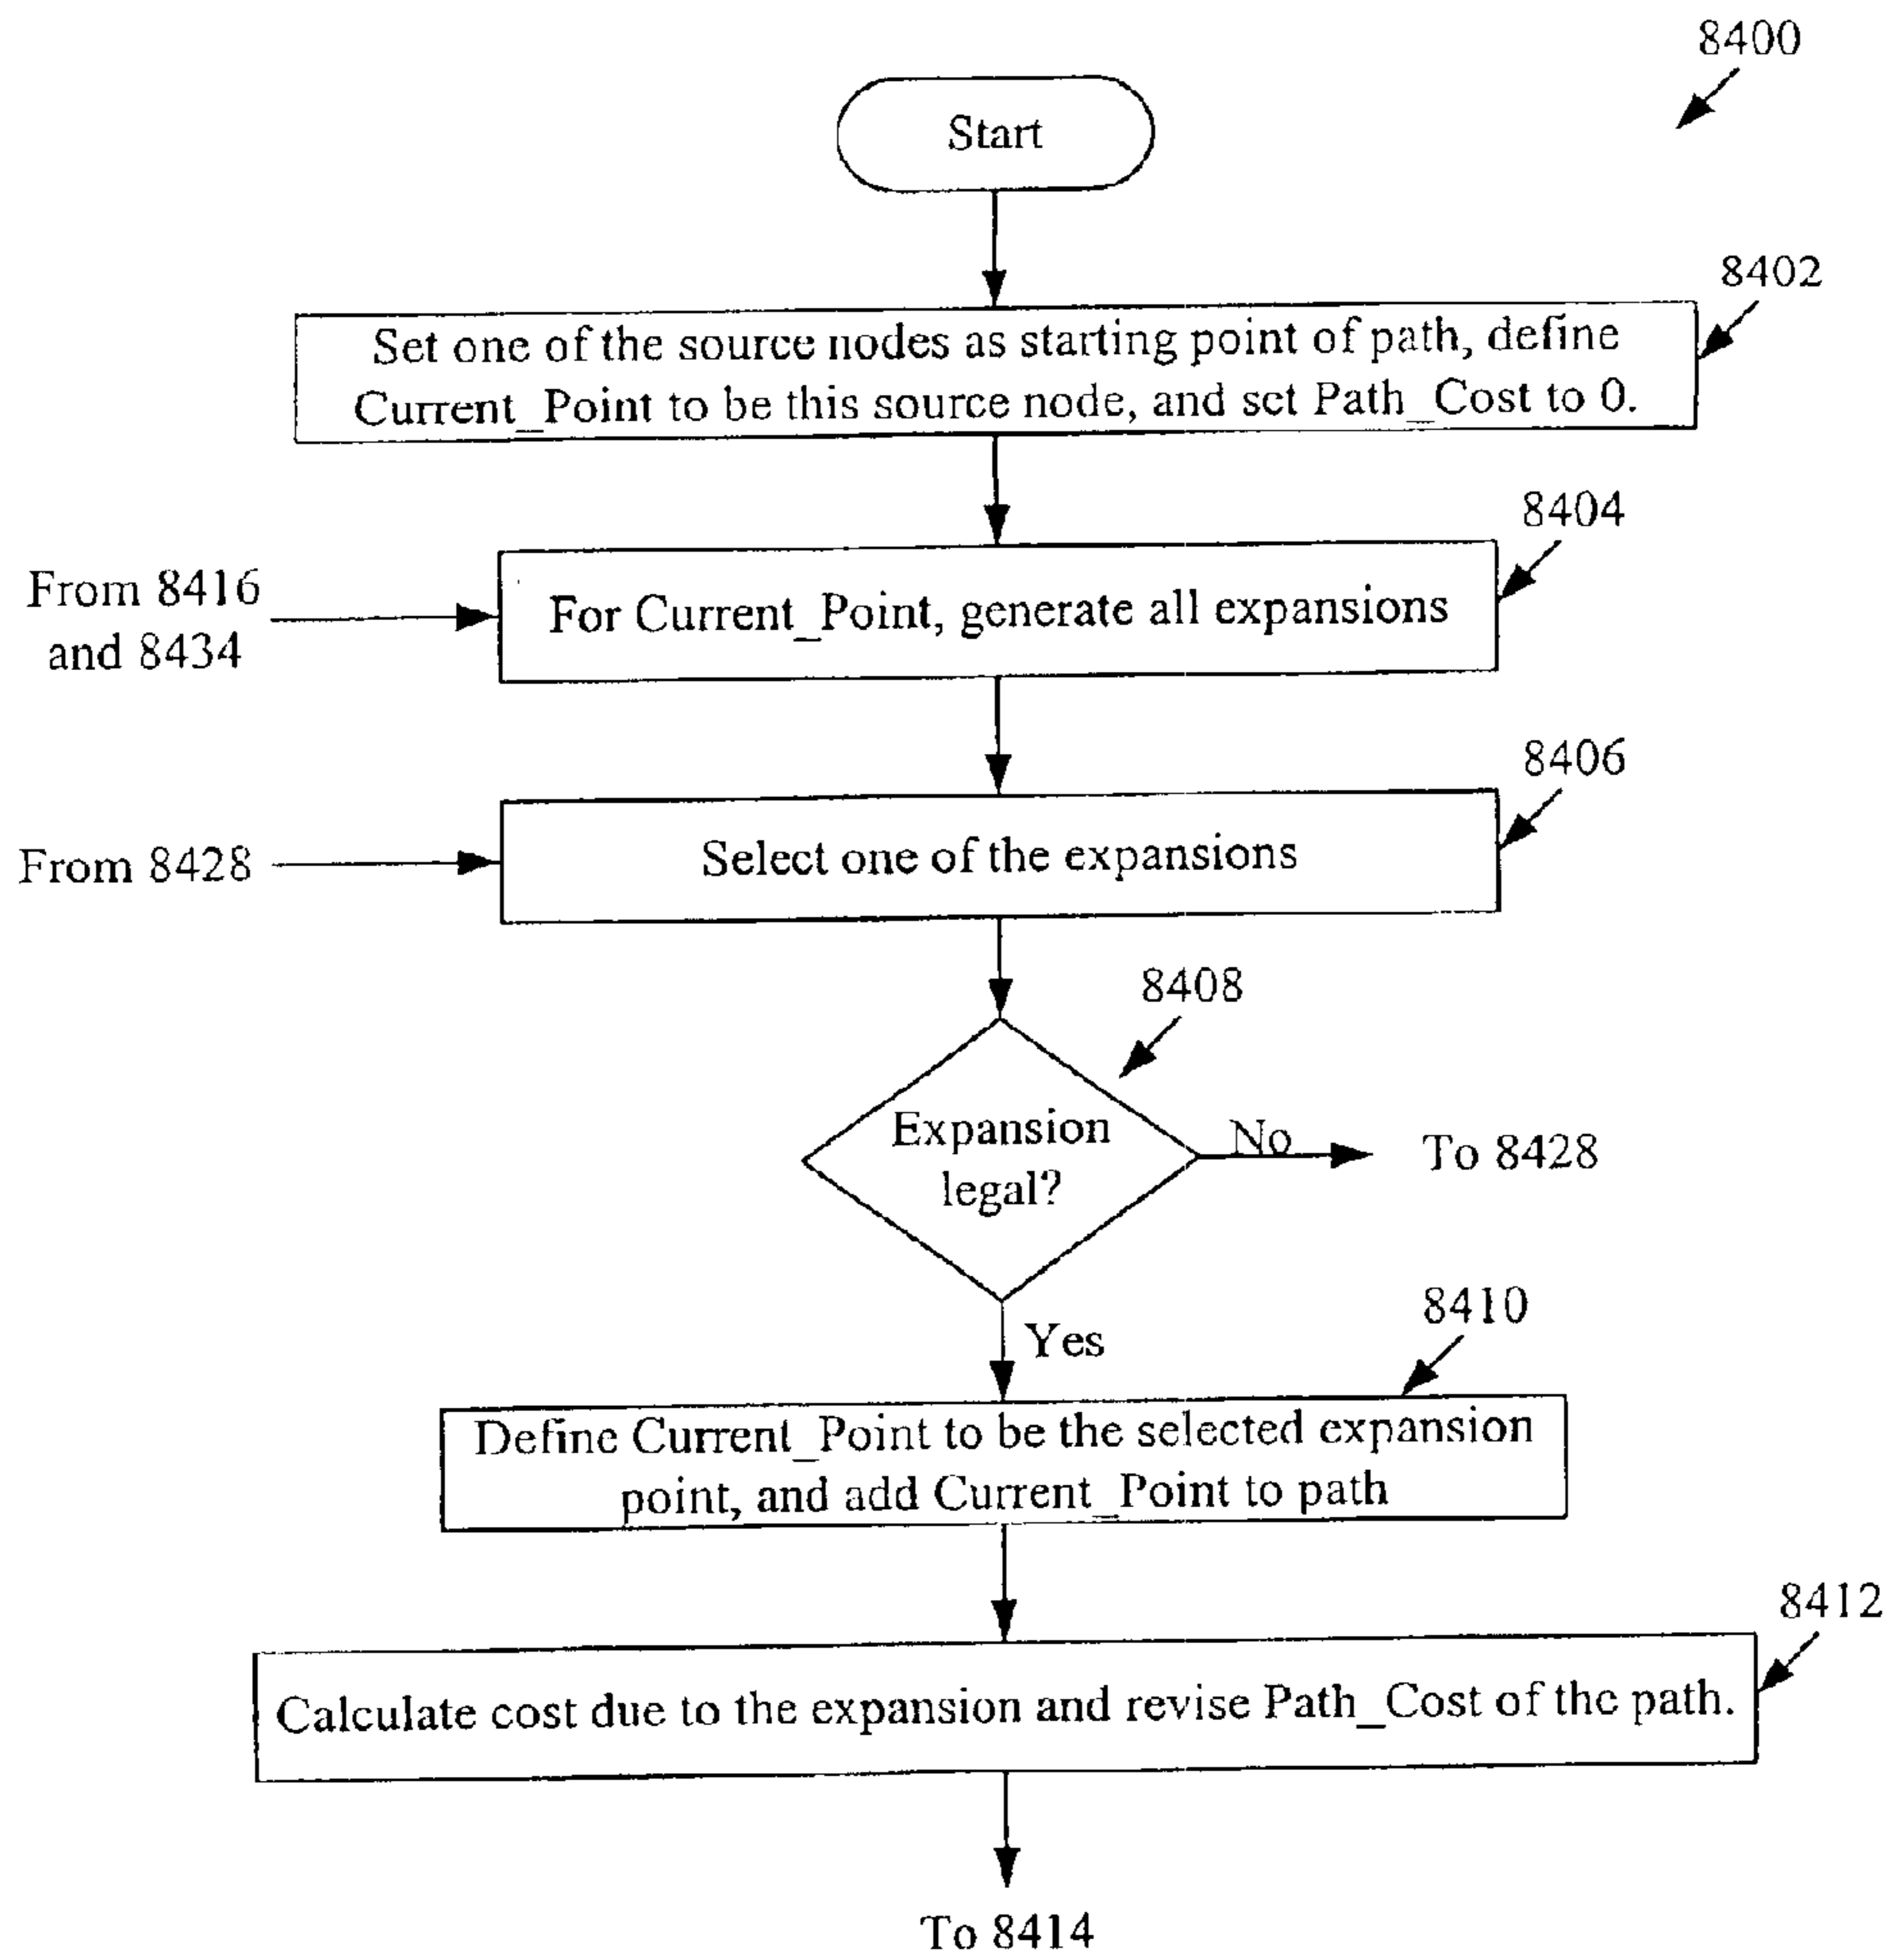 8400
Start
8402
Set one of the source nodes as starting point of path, define
Current_Point to be this source node, and set Path_Cost to 0.
8404
From 8416
and 8434
For Current_Point, generate all expansions
8406
From 8428
Select one of the expansions
8408
Expansion
legal?
No
To 8428
Yes
8410
Define Current_Point to be the selected expansion
point, and add Current_Point to path
8412
Calculate cost due to the expansion and revise Path_Cost of the path.
To 8414